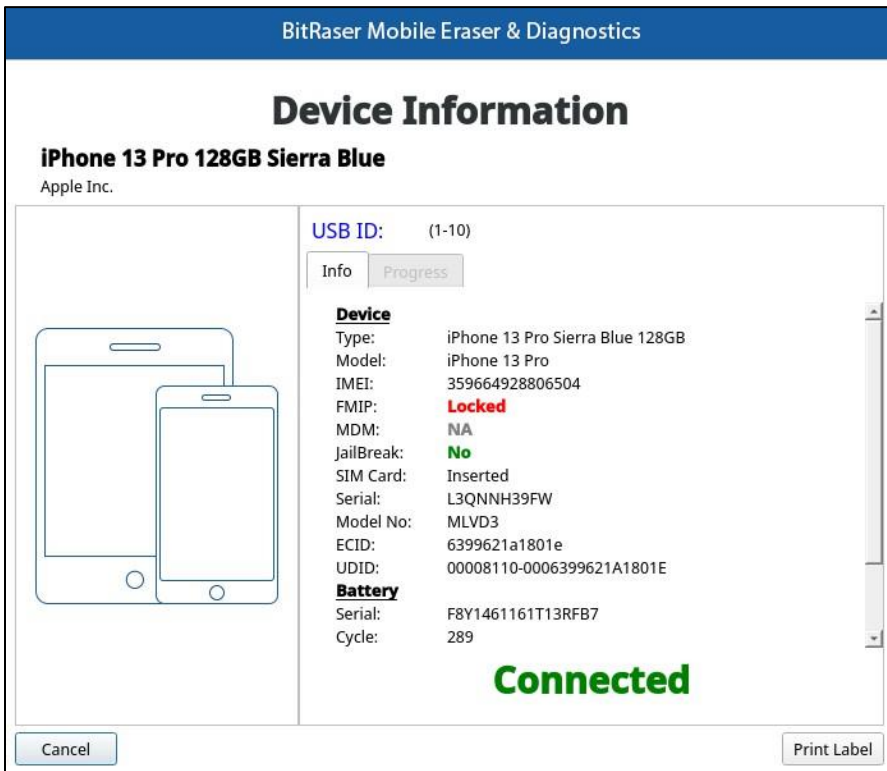 BitRaser Mobile Eraser & Diagnostics
Device Information
iPhone 13 Pro 128GB Sierra Blue
Apple Inc.
USB ID: (1-10)
Info Progress
Device
Type: iPhone 13 Pro Sierra Blue 128GB
Model: iPhone 13 Pro
IMEI: 359664928806504
FMIP: Locked
MDM: NA
JailBreak: No
SIM Card: Inserted
Serial: L3QNNH39FW
Model No: MLVD3
ECID: 6399621a1801e
UDID: 00008110-0006399621A1801E
Battery
Serial: F8Y1461161T13RFB7
Cycle: 289
Connected
Cancel Print Label